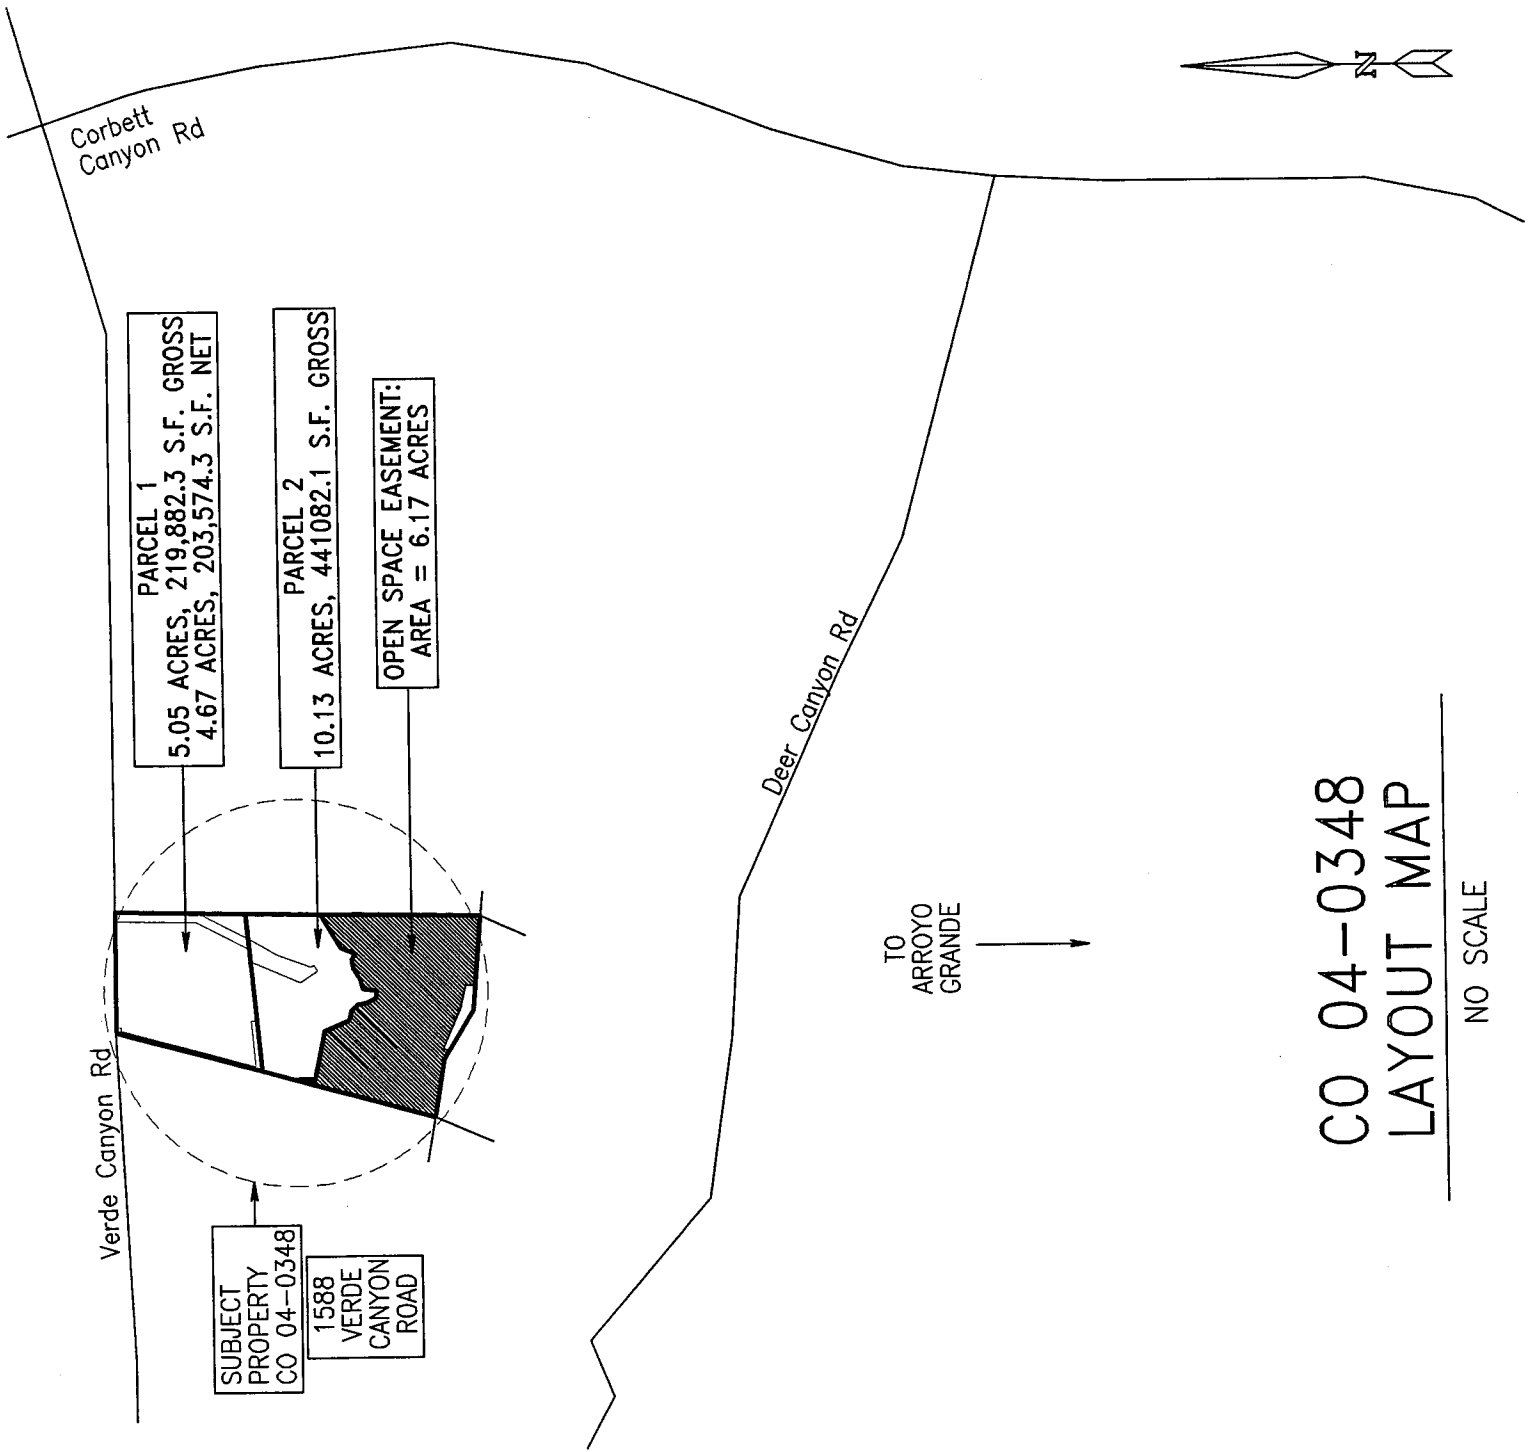 Corbett
Canyon Rd
PARCEL 1
5.05 ACRES, 219,882.3 S.F. GROSS
4.67 ACRES, 203,574.3 S.F. NET
PARCEL 2
10.13 ACRES, 441082.1 S.F. GROSS
OPEN SPACE EASEMENT:
AREA = 6.17 ACRES
Verde Canyon Rd
SUBJECT
PROPERTY
CO 04-0348
1588
VERDE
CANYON
ROAD
Deer Canyon Rd
TO
ARROYO
GRANDE
N
CO 04-0348
LAYOUT MAP
NO SCALE